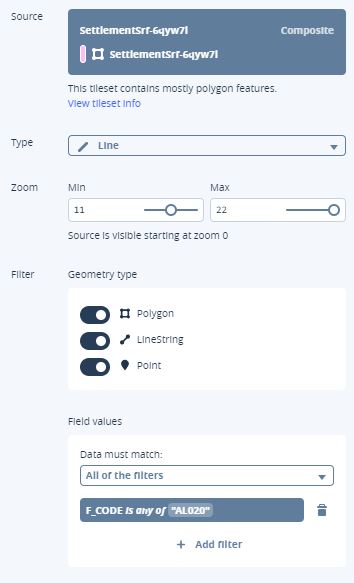 Source
SettlementSrf-6qyw7l
Composite
SettlementSrf-6qyw7l
This tileset contains mostly polygon features.
View tileset info
Type
Line
Zoom
Min
Max
11
22
Source is visible starting at zoom 0
Filter
Geometry type
Polygon
LineString
Point
Field values
Data must match:
All of the filters
F_CODE is any of "AL020"
+ Add filter